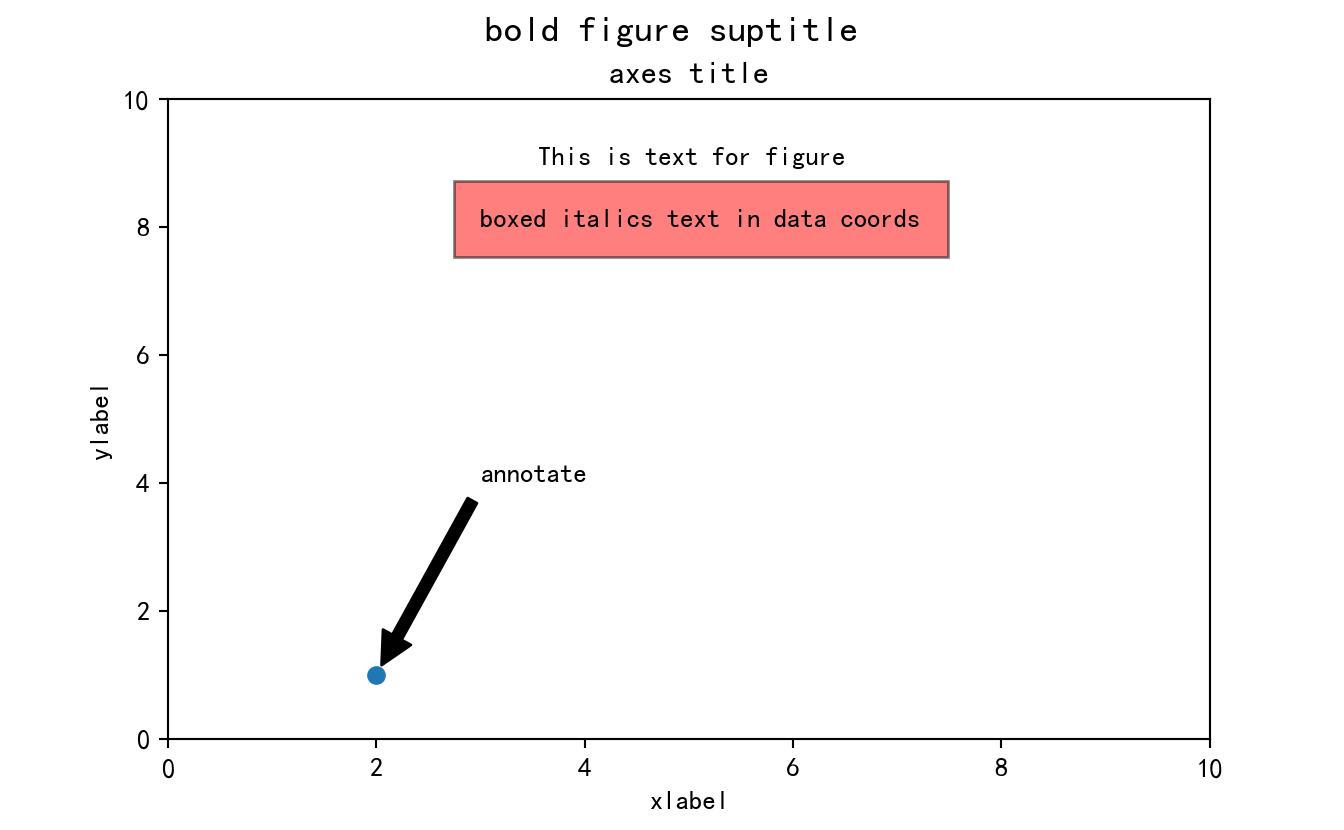 bold figure suptitle
axes title
10
This is text for figure
boxed italics text in data coords
8
6
ylabel
annotate
4
2
0
0 2 4 6 8 10
xlabel